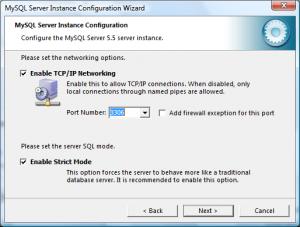 MySQL Server Instance Configuration Wizard
MySQL Server Instance Configuration
Configure the MySQL Server 5.5 server instance.
Please set the networking options.
Enable TCP/IP Networking
Enable this to allow TCP/IP connections. When disabled, only
local connections through named pipes are allowed.
Port Number: 3306 Add firewall exception for this port
Please set the server SQL mode.
Enable Strict Mode
This option forces the server to behave more like a traditional
database server. It is recommended to enable this option.
< Back Next > Cancel